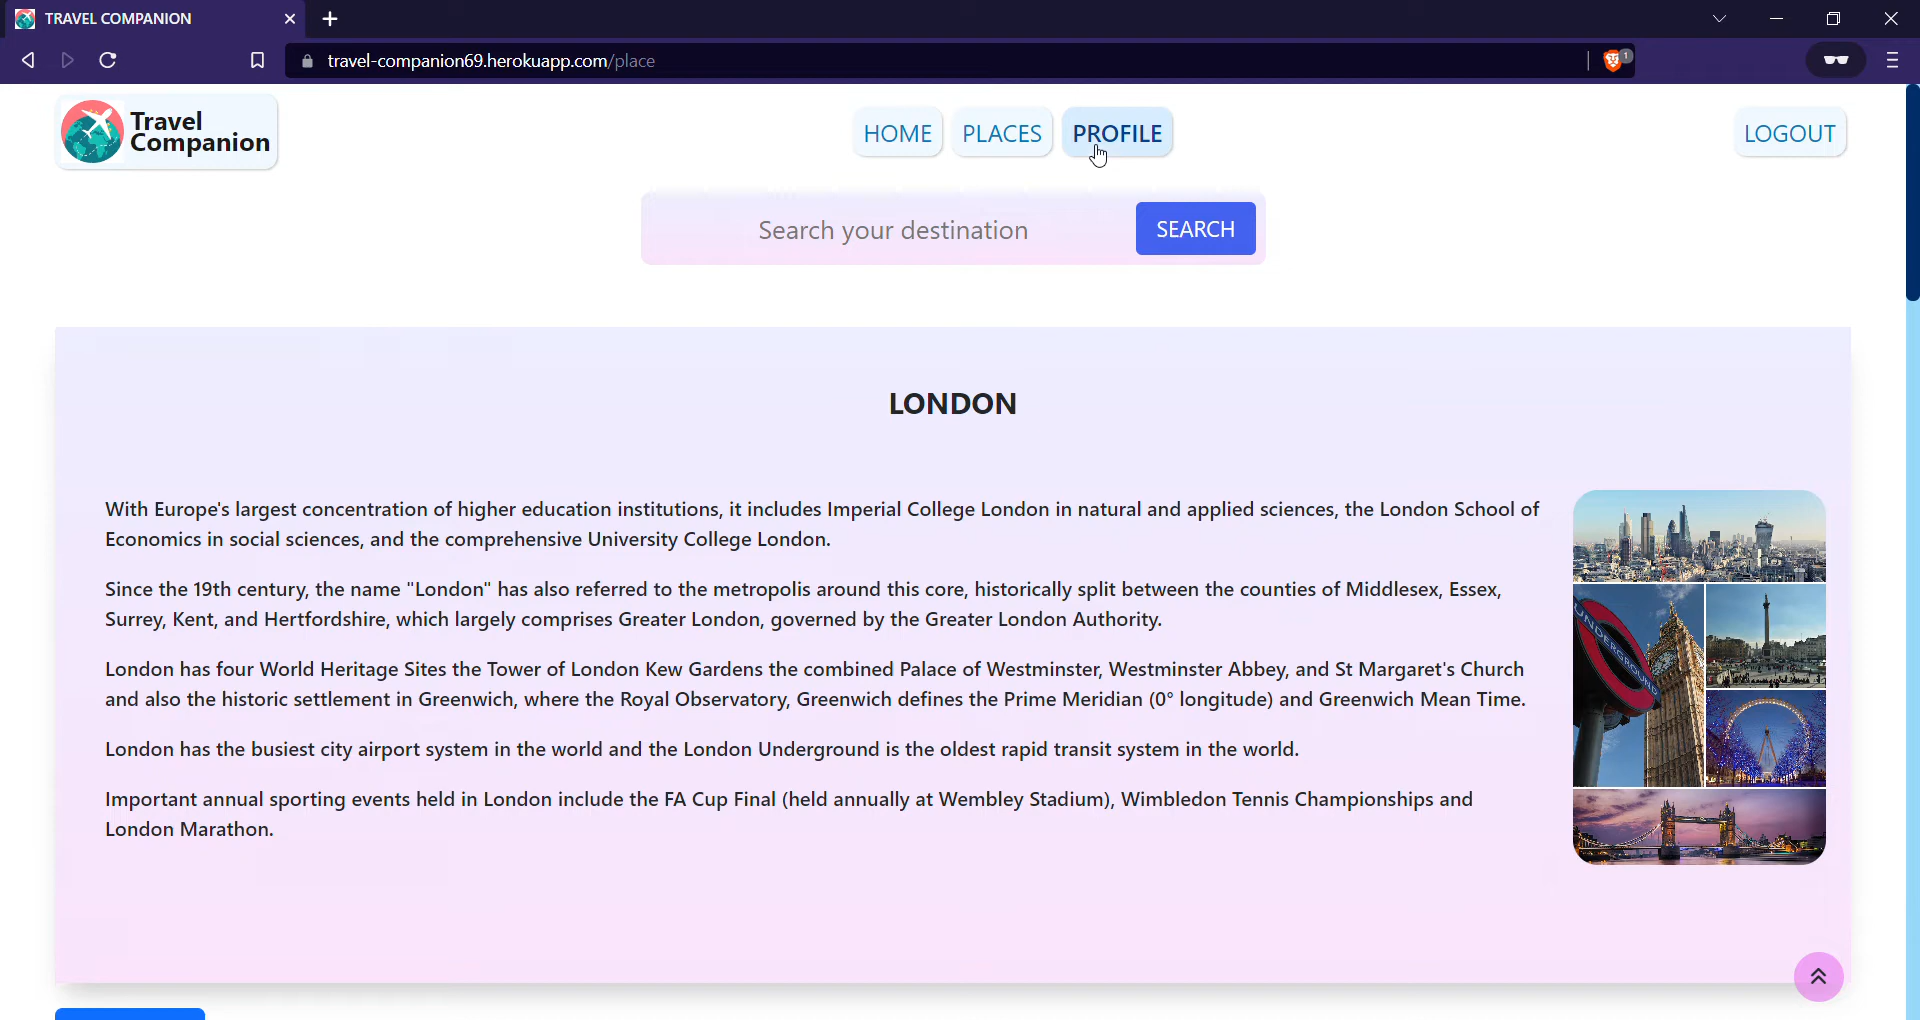 TRAVEL COMPANION
travel-companion69.herokuapp.com/place
1
Travel
Companion
HOME
PLACES
PROFILE
LOGOUT
Search your destination
SEARCH
LONDON
With Europe's largest concentration of higher education institutions, it includes Imperial College London in natural and applied sciences, the London School of
Economics in social sciences, and the comprehensive University College London.
Since the 19th century, the name "London" has also referred to the metropolis around this core, historically split between the counties of Middlesex, Essex,
Surrey, Kent, and Hertfordshire, which largely comprises Greater London, governed by the Greater London Authority.
London has four World Heritage Sites the Tower of London Kew Gardens the combined Palace of Westminster, Westminster Abbey, and St Margaret's Church
and also the historic settlement in Greenwich, where the Royal Observatory, Greenwich defines the Prime Meridian (0° longitude) and Greenwich Mean Time.
London has the busiest city airport system in the world and the London Underground is the oldest rapid transit system in the world.
Important annual sporting events held in London include the FA Cup Final (held annually at Wembley Stadium), Wimbledon Tennis Championships and
London Marathon.
UNDERGROUND